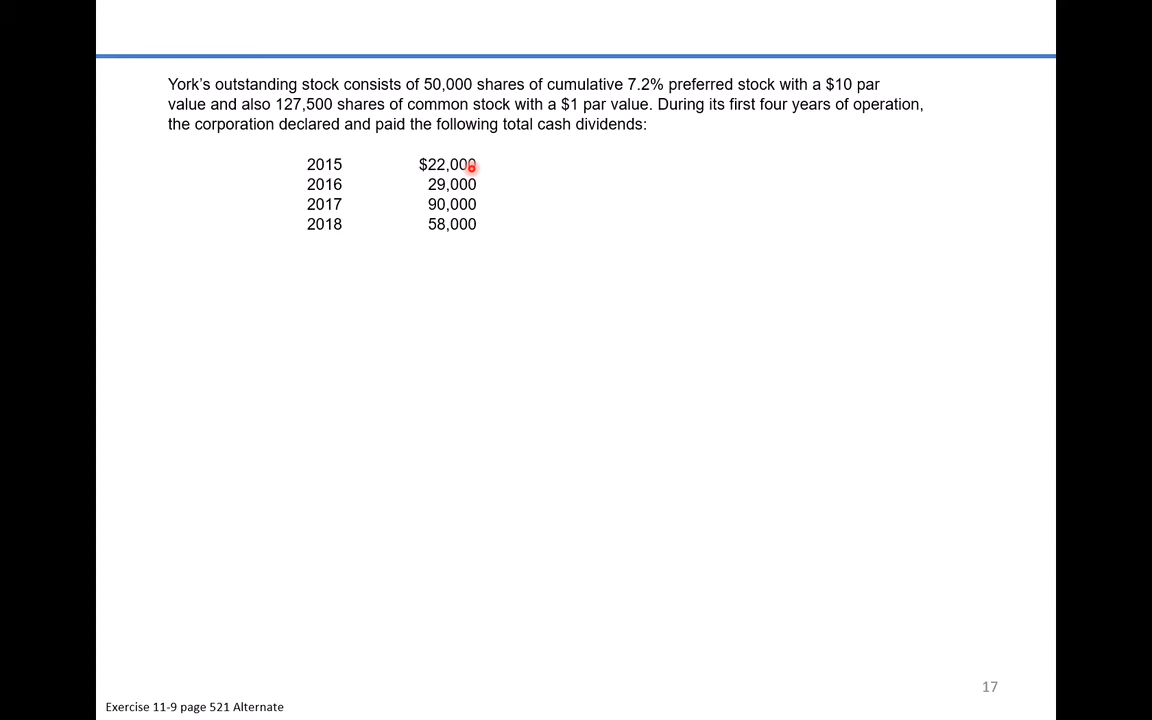 York’s outstanding stock consists of 50,000 shares of cumulative 7.2% preferred stock with a $10 par
value and also 127,500 shares of common stock with a $1 par value. During its first four years of operation,
the corporation declared and paid the following total cash dividends:
2015 $22,000
2016 29,000
2017 90,000
2018 58,000
17
Exercise 11-9 page 521 Alternate